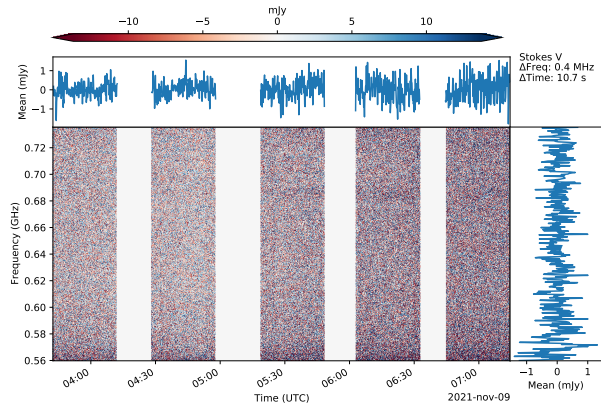 mJy
−10 −5 0 5 10
Stokes V
ΔFreq: 0.4 MHz
ΔTime: 10.7 s
Mean (mJy)
1
0
−1
Frequency (GHz)
0.72
0.70
0.68
0.66
0.64
0.62
0.60
0.58
0.56
04:00 04:30 05:00 05:30 06:00 06:30 07:00
−1 0 1
Time (UTC)
2021-nov-09
Mean (mJy)